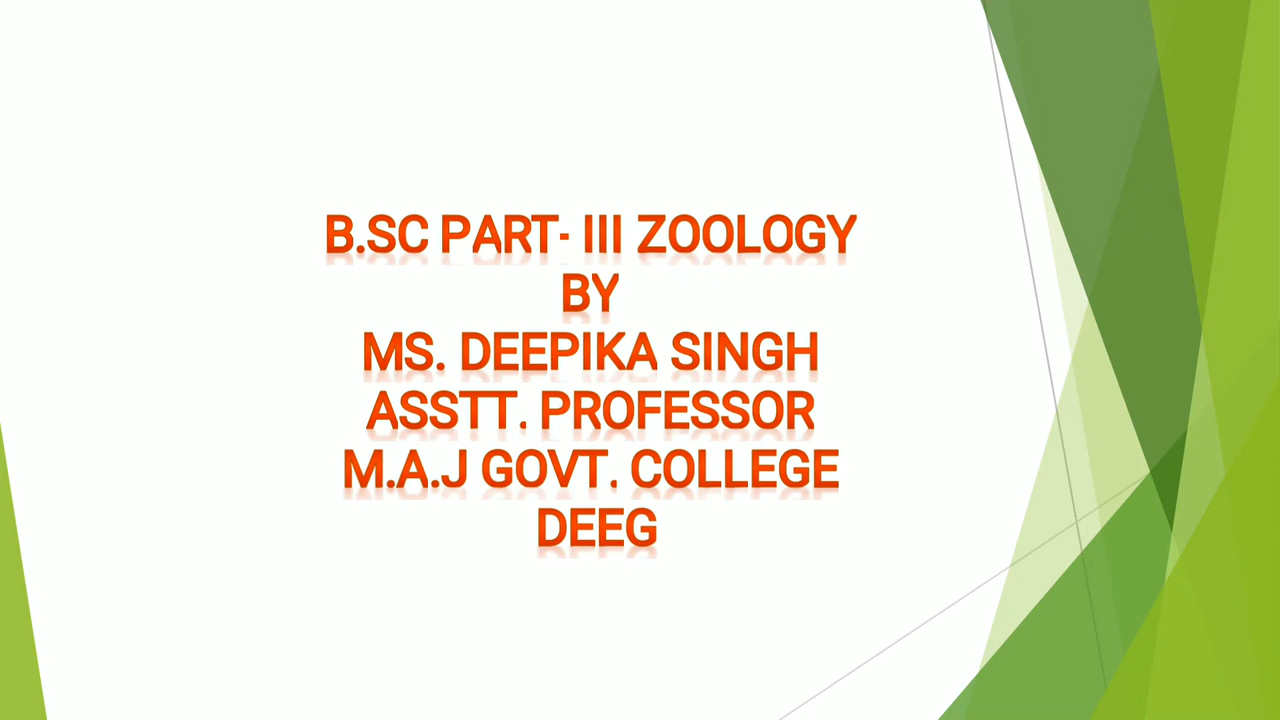 B.SC PART- III ZOOLOGY
BY
MS. DEEPIKA SINGH
ASSTT. PROFESSOR
M.A.J GOVT. COLLEGE
DEEG